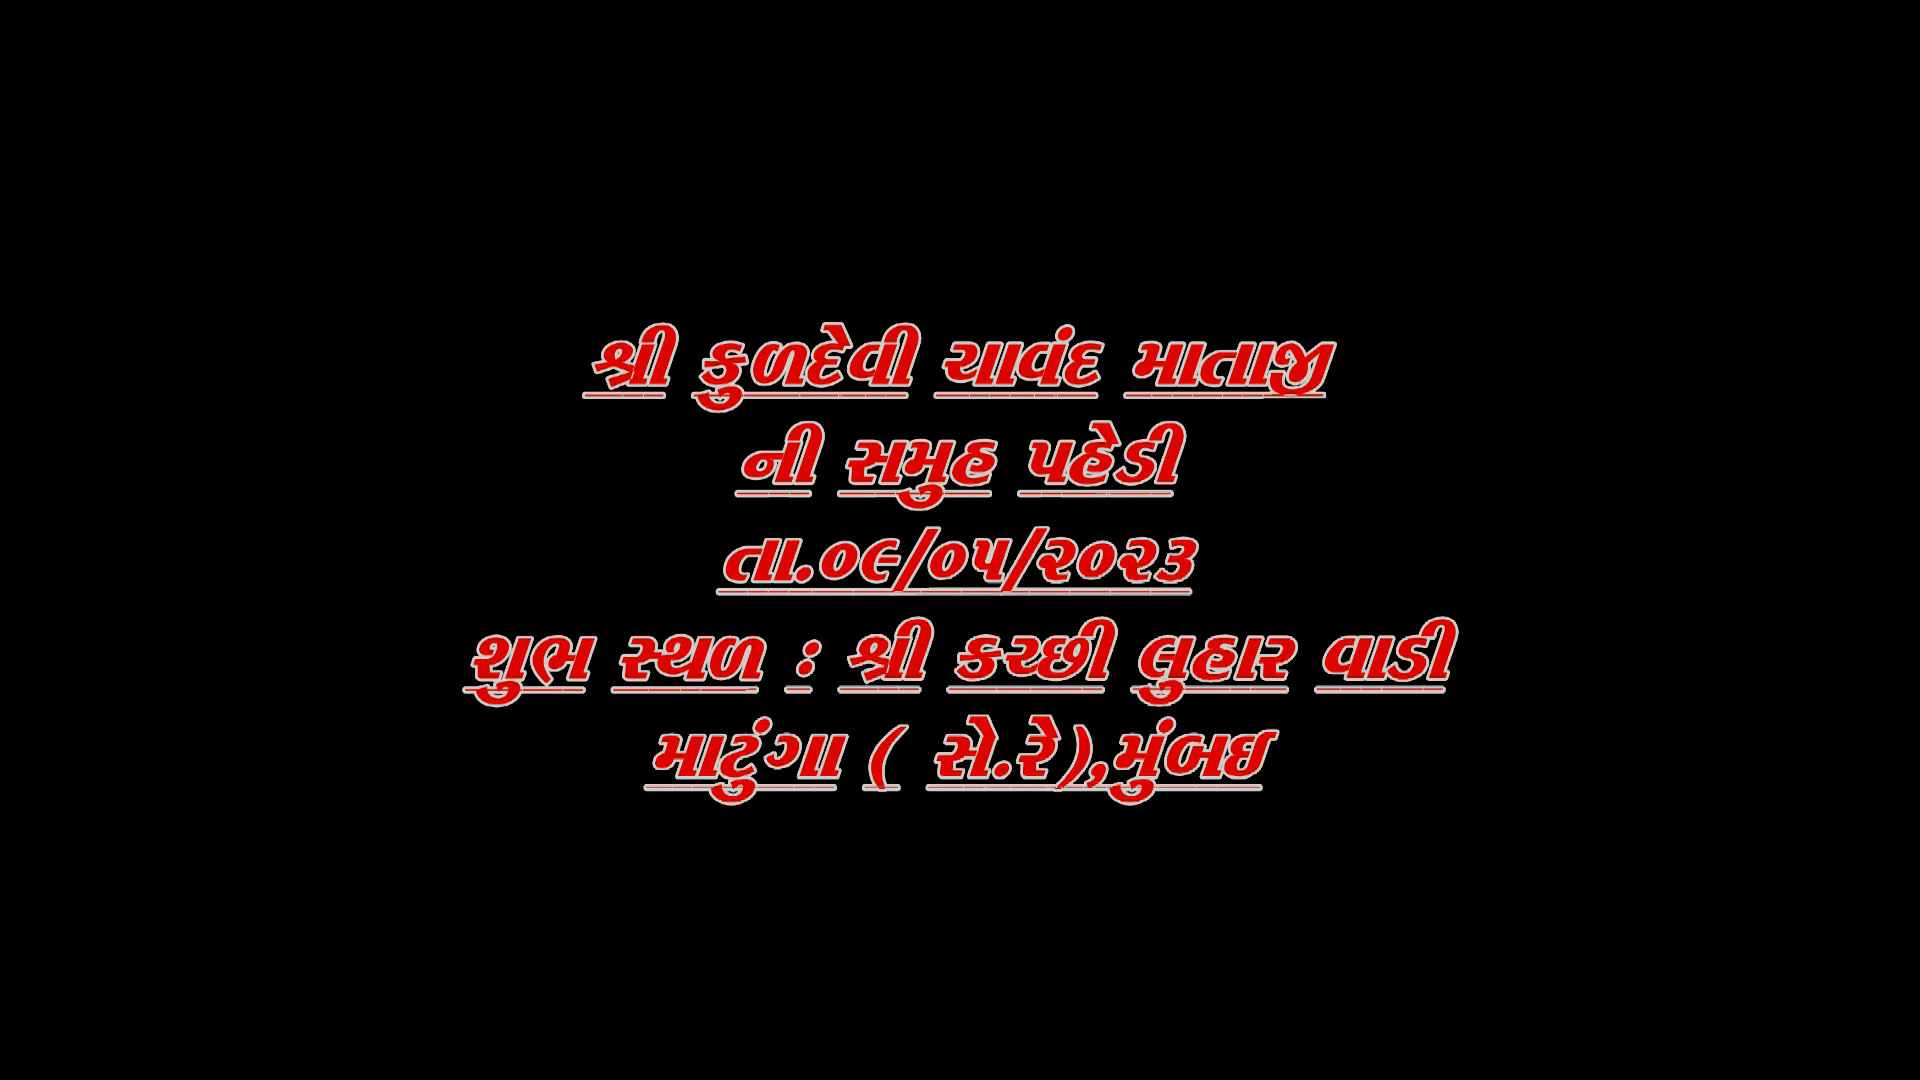 શ્રી કુળદેવી ચાવંદ માતાજી
ની સમુહ પહેડી
તા.૦૯/૦૫/૨૦૨૩
શુભ સ્થળ : શ્રી કચ્છી લુહાર વાડી
માટુંગા ( સે.રે),મુંબઇ